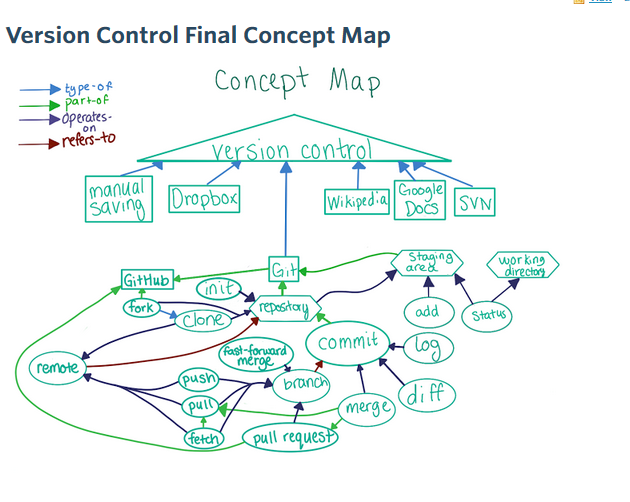 Version Control Final Concept Map
Concept Map
type-of
part-of
operates-
on
refers-to
version control
manual
saving
Dropbox
Wikipedia
Google
Docs
SVN
Git
Staging
area
working
directory
GitHub
init
repository
fork
clone
add
status
commit
log
fast-forward
merge
remote
push
branch
diff
pull
merge
fetch
pull request